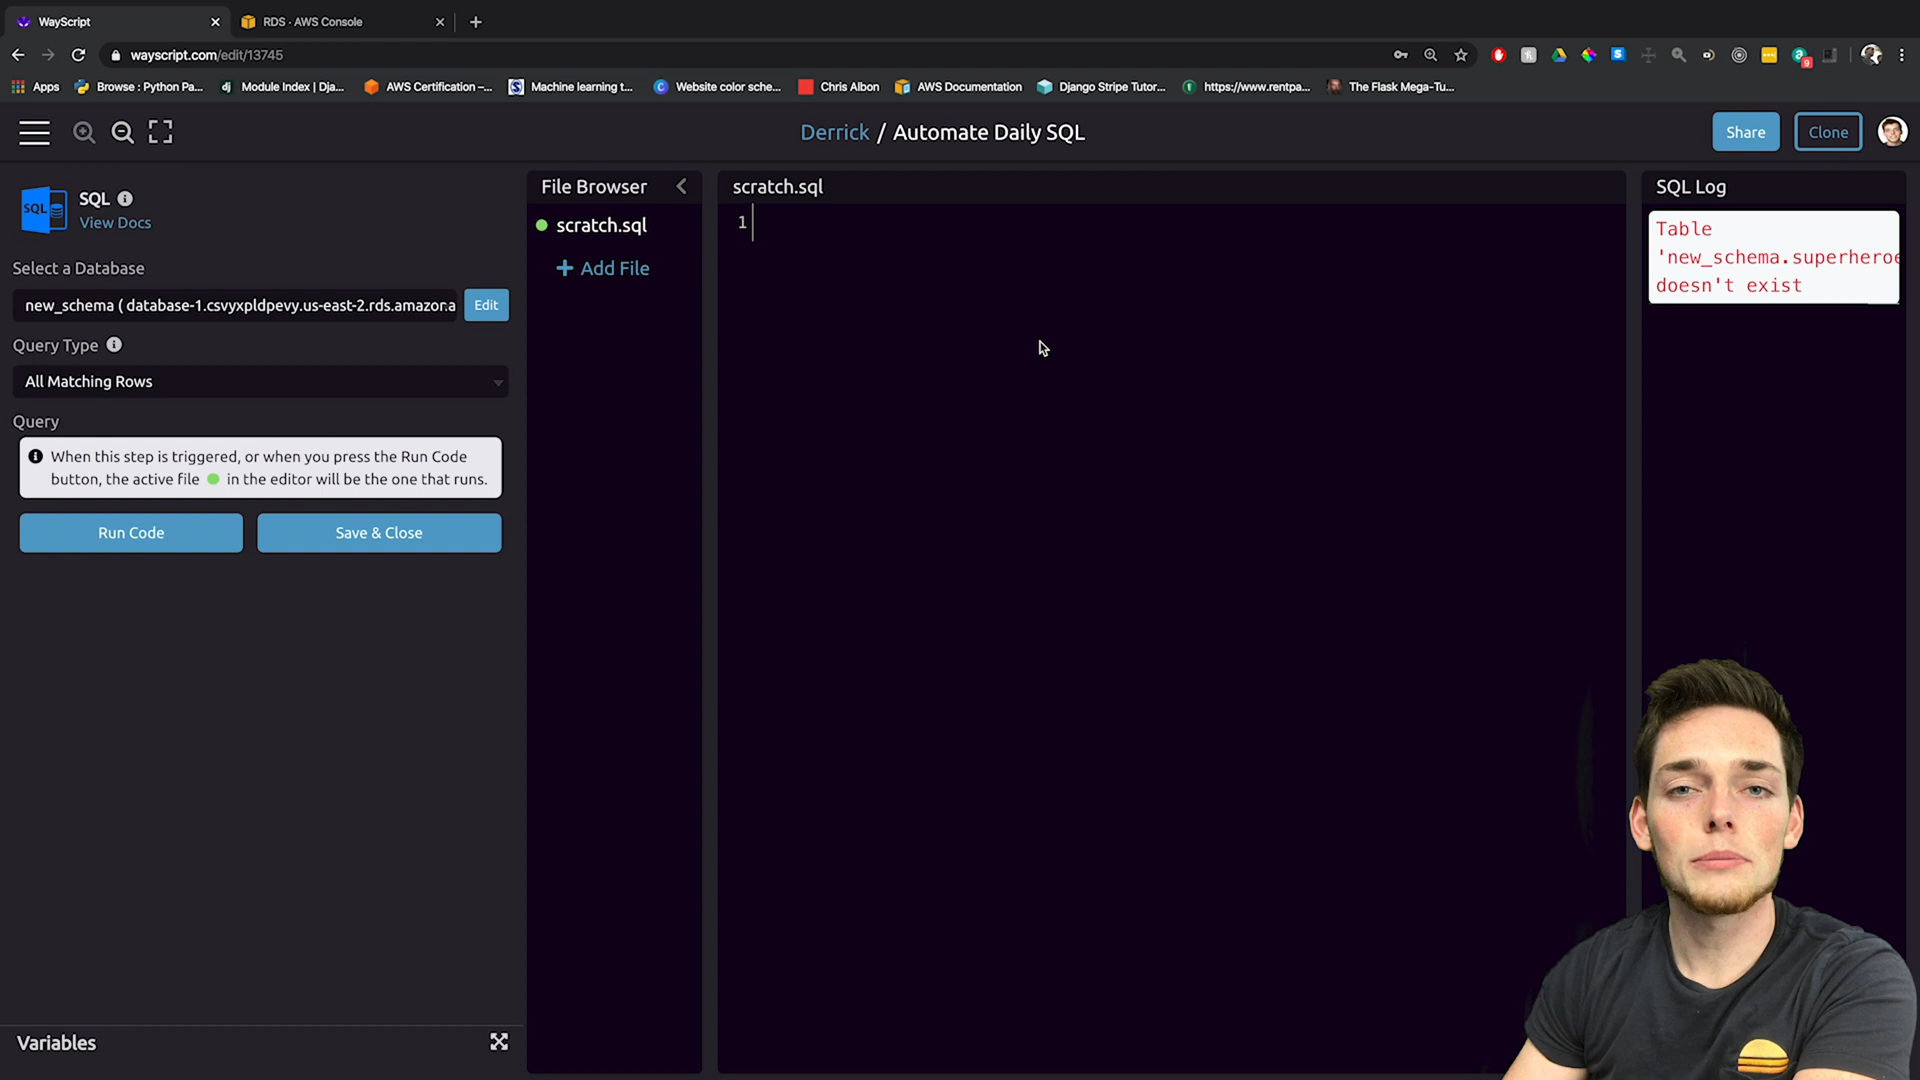 WayScript
RDS · AWS Console
wayscript.com/edit/13745
Apps
Browse : Python Pa...
dj Module Index | Dja...
AWS Certification –...
Machine learning t...
Website color sche...
Chris Albon
AWS Documentation
Django Stripe Tutor...
https://www.rentpa...
The Flask Mega-Tu...
Derrick / Automate Daily SQL
Share
Clone
SQL
SQL
View Docs
Select a Database
new_schema ( database-1.csvyxpldpevy.us-east-2.rds.amazona
Edit
Query Type
All Matching Rows
Query
When this step is triggered, or when you press the Run Code
button, the active file in the editor will be the one that runs.
Run Code
Save & Close
Variables
File Browser
scratch.sql
+ Add File
scratch.sql
1
SQL Log
Table
'new_schema.superheroe
doesn't exist